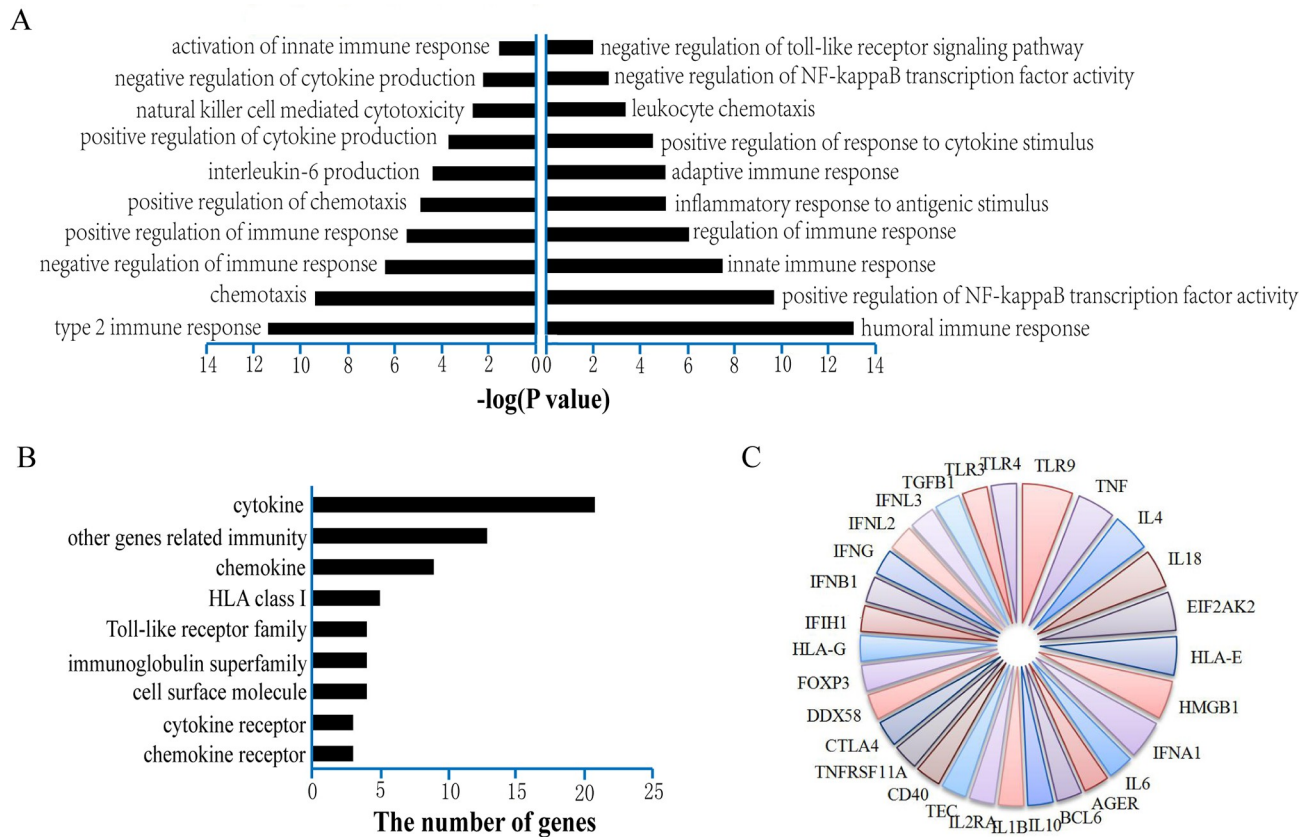 A
activation of innate immune response
negative regulation of toll-like receptor signaling pathway
negative regulation of cytokine production
negative regulation of NF-kappaB transcription factor activity
natural killer cell mediated cytotoxicity
leukocyte chemotaxis
positive regulation of cytokine production
positive regulation of response to cytokine stimulus
interleukin-6 production
adaptive immune response
positive regulation of chemotaxis
inflammatory response to antigenic stimulus
positive regulation of immune response
regulation of immune response
negative regulation of immune response
innate immune response
chemotaxis
positive regulation of NF-kappaB transcription factor activity
type 2 immune response
humoral immune response
14 12 10 8 6 4 2 0 0 2 4 6 8 10 12 14
-log(P value)
B
cytokine
other genes related immunity
chemokine
HLA class I
Toll-like receptor family
immunoglobulin superfamily
cell surface molecule
cytokine receptor
chemokine receptor
0 5 10 15 20 25
The number of genes
C
TLR9
TNF
IL4
IL18
EIF2AK2
HLA-E
HMGB1
IFNA1
IL6
AGER
BCL6
IL10
IL1B
IL2RA
TEC
CD40
TNFRSF11A
CTLA4
DDX58
FOXP3
HLA-G
IFIH1
IFNB1
IFNG
IFNL2
IFNL3
TGFB1
TLR3
TLR4